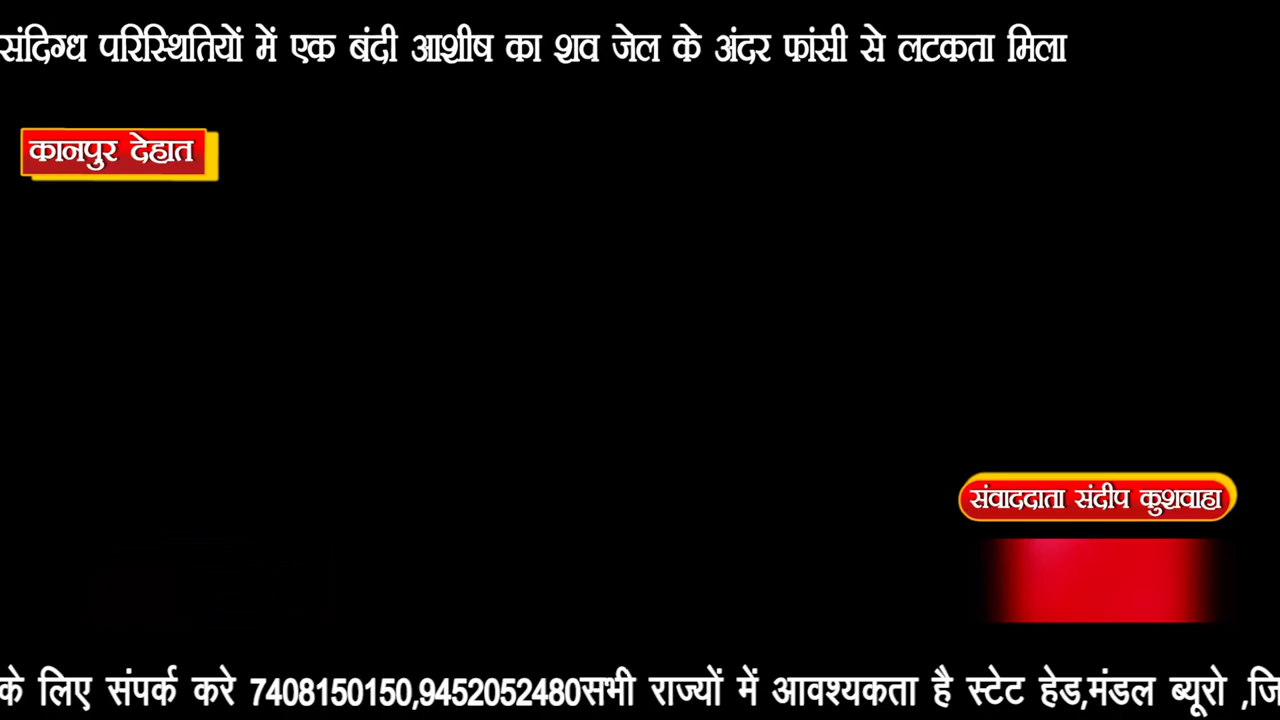 संदिग्ध परिस्थितियों में एक बंदी आशीष का शव जेल के अंदर फांसी से लटकता मिला
कानपुर देहात
संवाददाता संदीप कुशवाहा
के लिए संपर्क करे 7408150150,9452052480सभी राज्यों में आवश्यकता है स्टेट हेड,मंडल ब्यूरो ,जि